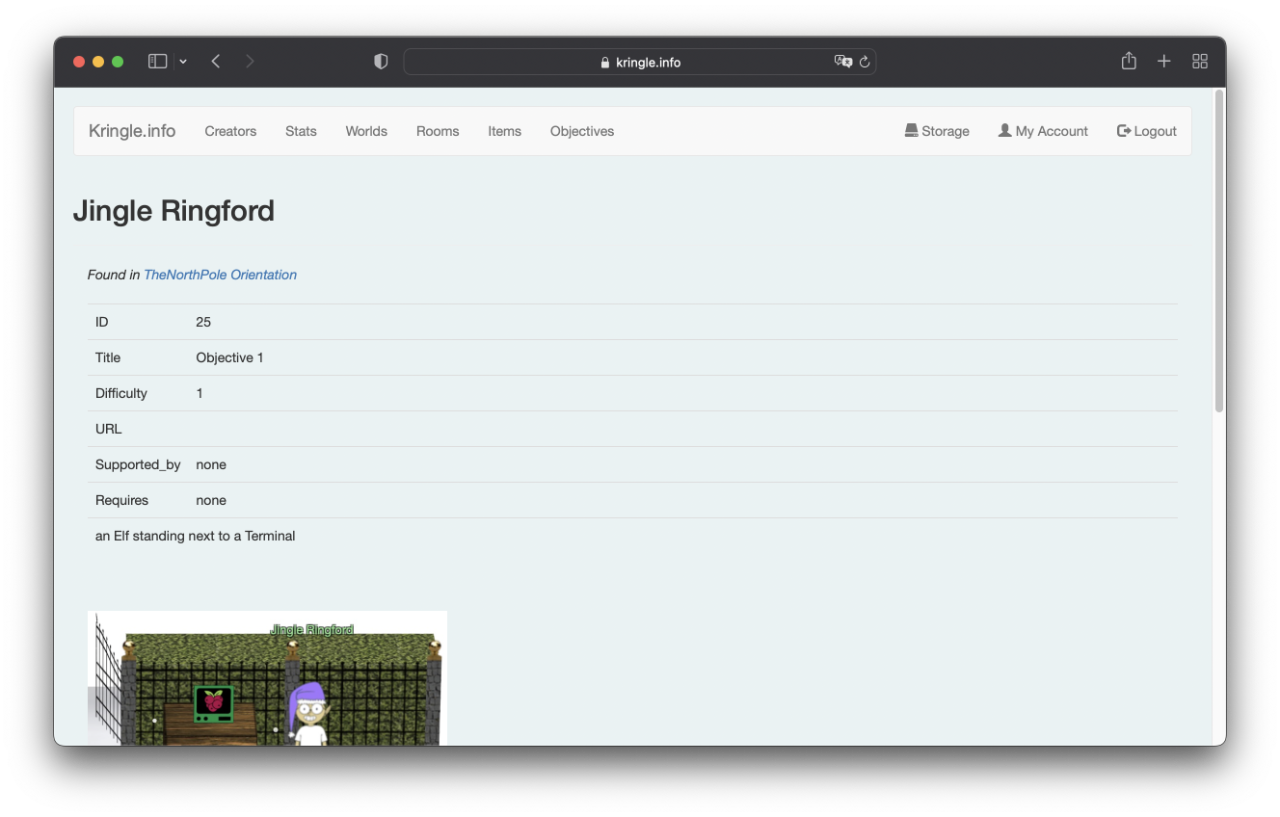 kringle.info
Kringle.info Creators Stats Worlds Rooms Items Objectives Storage My Account Logout
Jingle Ringford
Found in TheNorthPole Orientation
ID 25
Title Objective 1
Difficulty 1
URL
Supported_by none
Requires none
an Elf standing next to a Terminal
Jingle Ringford